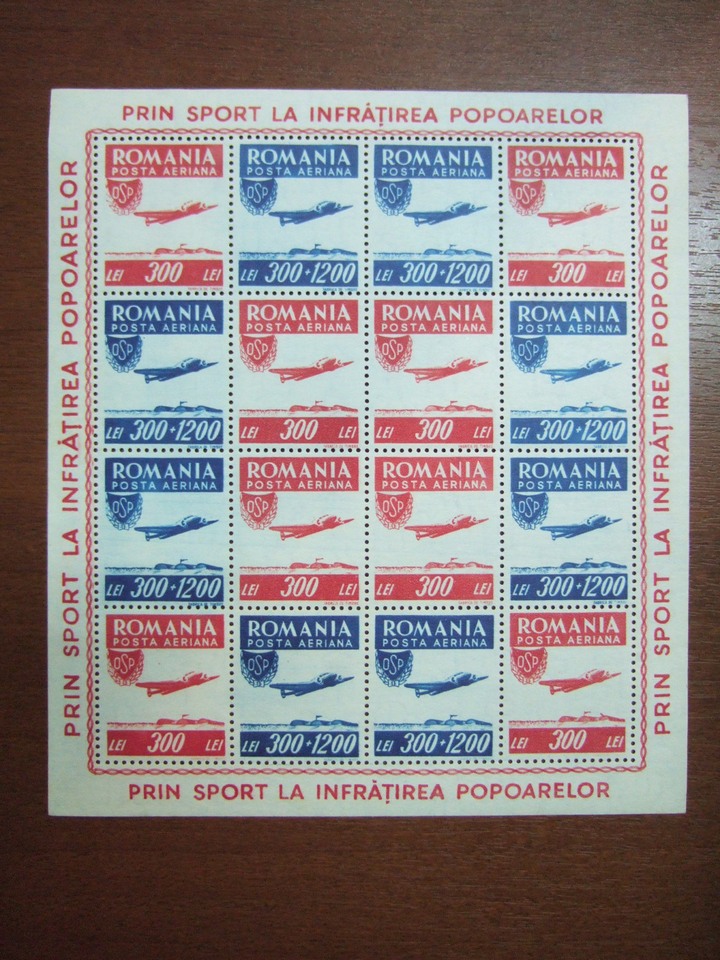 PRIN SPORT LA INFRĂȚIREA POPOARELOR
PRIN SPORT LA INFRĂȚIREA POPOARELOR
ROMANIA
POSTA AERIANA
OSP
LEI 300 LEI
ROMANIA
POSTA AERIANA
OSP
LEI 300+1200
ROMANIA
POSTA AERIANA
OSP
LEI 300+1200
ROMANIA
POSTA AERIANA
OSP
LEI 300 LEI
ROMANIA
POSTA AERIANA
OSP
LEI 300+1200
ROMANIA
POSTA AERIANA
OSP
LEI 300 LEI
ROMANIA
POSTA AERIANA
OSP
LEI 300 LEI
ROMANIA
POSTA AERIANA
OSP
LEI 300+1200
ROMANIA
POSTA AERIANA
OSP
LEI 300+1200
ROMANIA
POSTA AERIANA
OSP
LEI 300 LEI
ROMANIA
POSTA AERIANA
OSP
LEI 300 LEI
ROMANIA
POSTA AERIANA
OSP
LEI 300+1200
ROMANIA
POSTA AERIANA
OSP
LEI 300 LEI
ROMANIA
POSTA AERIANA
OSP
LEI 300+1200
ROMANIA
POSTA AERIANA
OSP
LEI 300+1200
ROMANIA
POSTA AERIANA
OSP
LEI 300 LEI
PRIN SPORT LA INFRĂȚIREA POPOARELOR
PRIN SPORT LA INFRĂȚIREA POPOARELOR